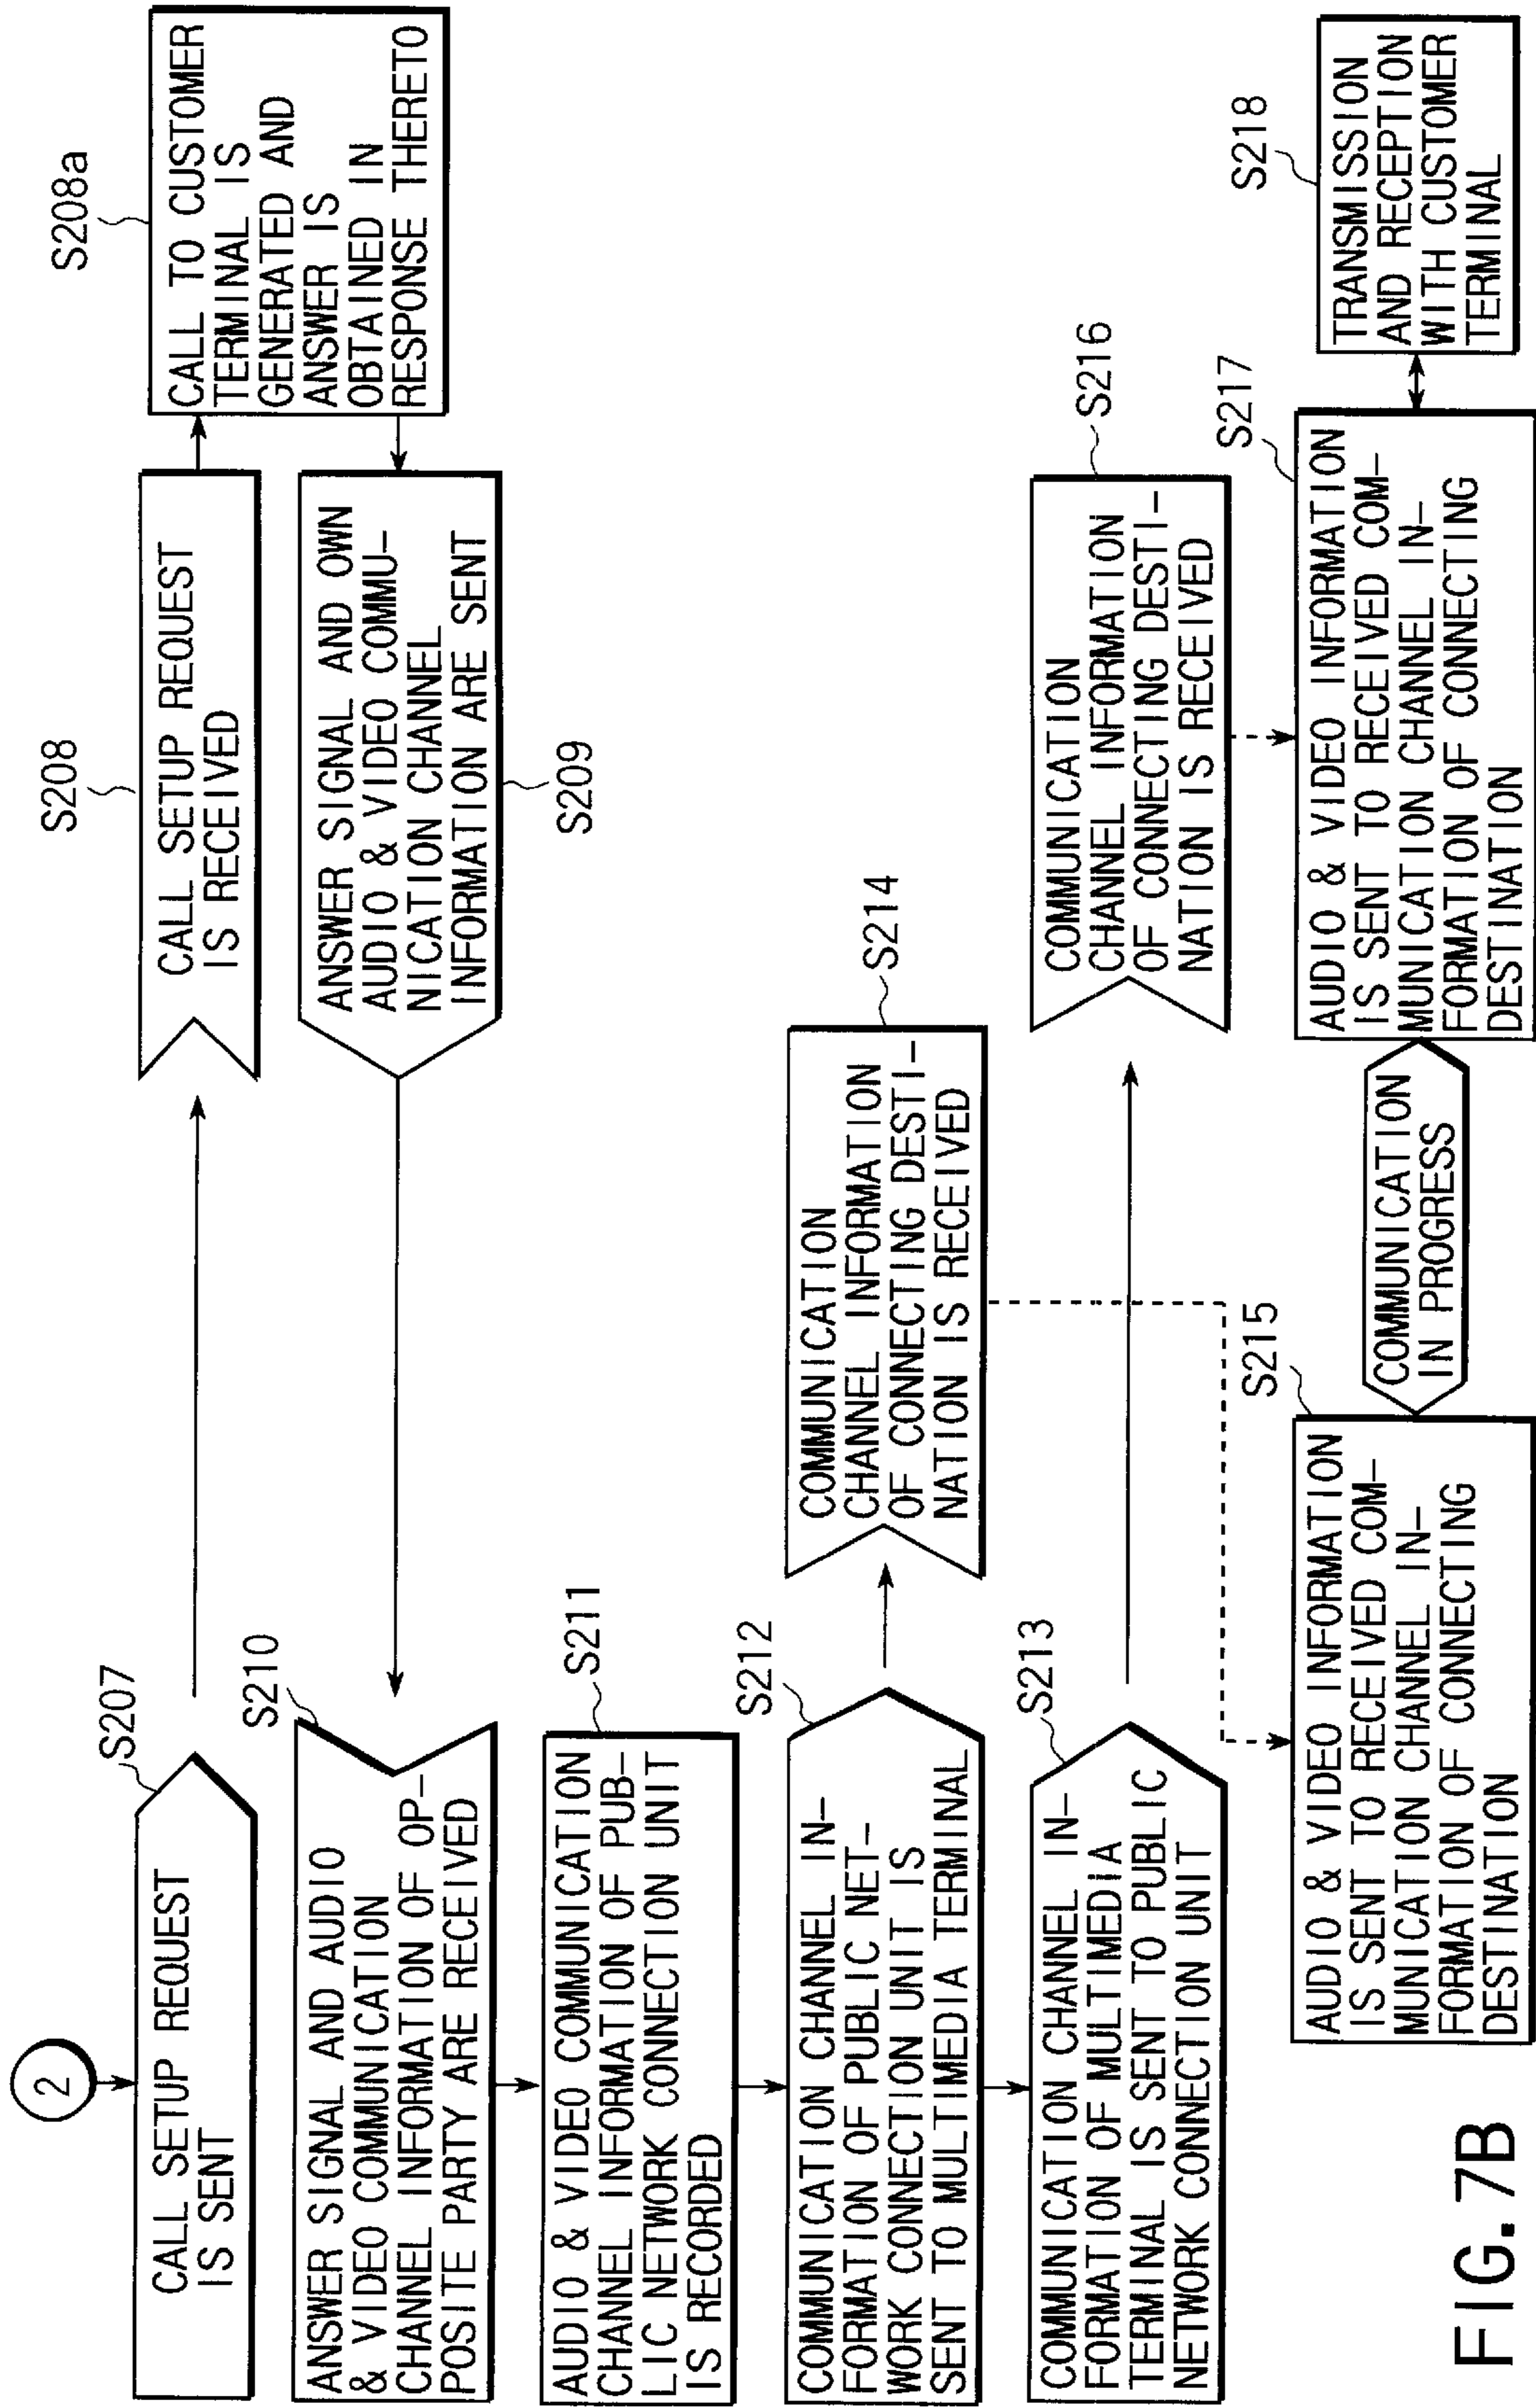 2
S207
CALL SETUP REQUEST
IS SENT
S208
CALL SETUP REQUEST
IS RECEIVED
S208a
CALL TO CUSTOMER
TERMINAL IS
GENERATED AND
ANSWER IS
OBTAINED IN
RESPONSE THERETO
ANSWER SIGNAL AND OWN
AUDIO & VIDEO COMMU-
NICATION CHANNEL
INFORMATION ARE SENT
S209
S210
ANSWER SIGNAL AND AUDIO
& VIDEO COMMUNICATION
CHANNEL INFORMATION OF OP-
POSITE PARTY ARE RECEIVED
S211
AUDIO & VIDEO COMMUNICATION
CHANNEL INFORMATION OF PUB-
LIC NETWORK CONNECTION UNIT
IS RECORDED
S212
COMMUNICATION CHANNEL IN-
FORMATION OF PUBLIC NET-
WORK CONNECTION UNIT IS
SENT TO MULTIMEDIA TERMINAL
S214
COMMUNICATION
CHANNEL INFORMATION
OF CONNECTING DESTI-
NATION IS RECEIVED
S213
COMMUNICATION CHANNEL IN-
FORMATION OF MULTIMEDIA
TERMINAL IS SENT TO PUBLIC
NETWORK CONNECTION UNIT
S216
COMMUNICATION
CHANNEL INFORMATION
OF CONNECTING DESTI-
NATION IS RECEIVED
S215
AUDIO & VIDEO INFORMATION
IS SENT TO RECEIVED COM-
MUNICATION CHANNEL IN-
FORMATION OF CONNECTING
DESTINATION
COMMUNICATION
IN PROGRESS
S217
AUDIO & VIDEO INFORMATION
IS SENT TO RECEIVED COM-
MUNICATION CHANNEL IN-
FORMATION OF CONNECTING
DESTINATION
S218
TRANSMISSION
AND RECEPTION
WITH CUSTOMER
TERMINAL
FIG. 7B